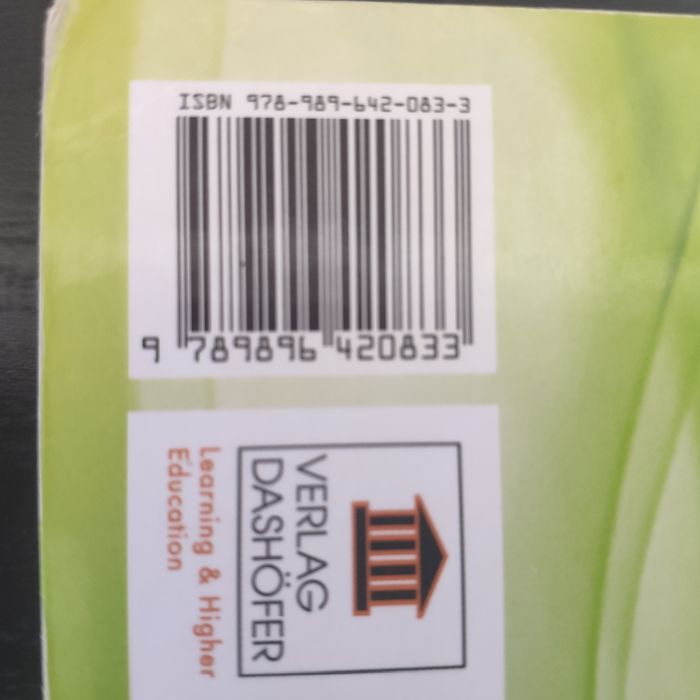 ISBN 978-989-642-083-3
9 789896 420833
VERLAG
DASHÖFER
Learning & Higher
Education